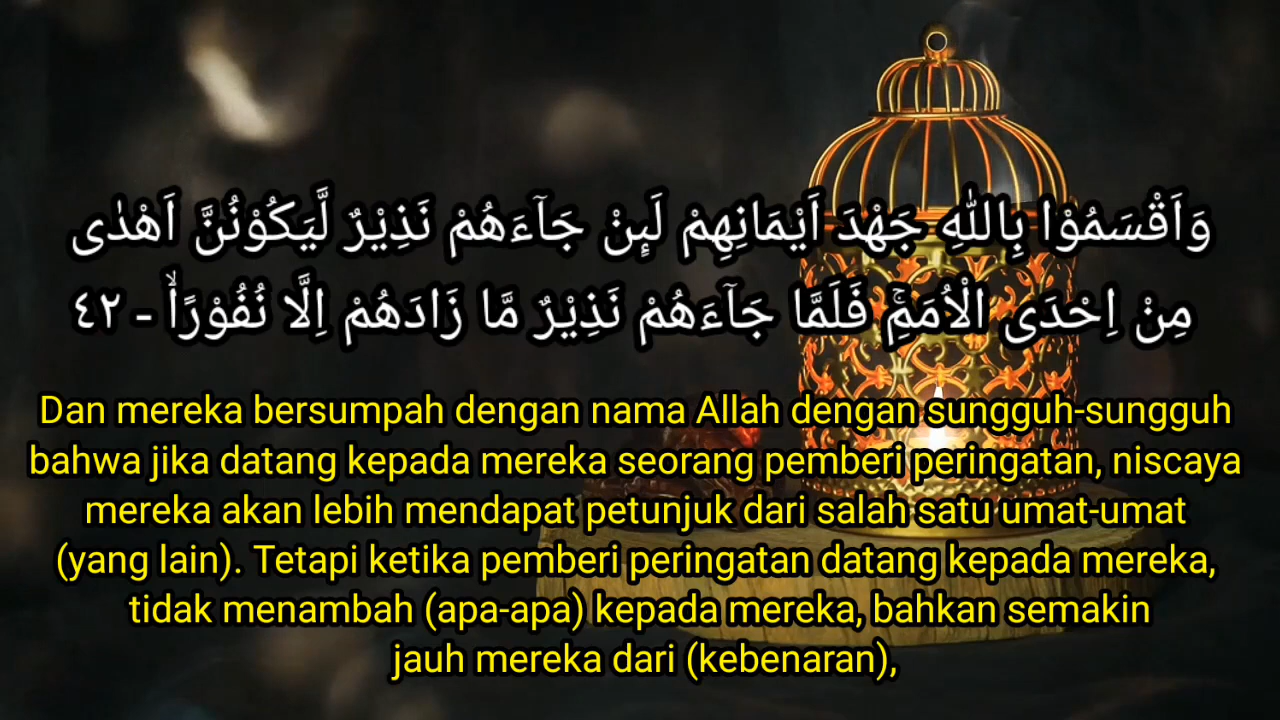 وَاَقْسَمُوْا بِاللّٰهِ جَهْدَ اَيْمَانِهِمْ لَىِٕنْ جَاۤءَهُمْ نَذِيْرٌ لَّيَكُوْنُنَّ اَهْدٰى
مِنْ اِحْدَى الْاُمَمِۚ فَلَمَّا جَاۤءَهُمْ نَذِيْرٌ مَّا زَادَهُمْ اِلَّا نُفُوْرًاۙ - ٤٢
Dan mereka bersumpah dengan nama Allah dengan sungguh-sungguh
bahwa jika datang kepada mereka seorang pemberi peringatan, niscaya
mereka akan lebih mendapat petunjuk dari salah satu umat-umat
(yang lain). Tetapi ketika pemberi peringatan datang kepada mereka,
tidak menambah (apa-apa) kepada mereka, bahkan semakin
jauh mereka dari (kebenaran),